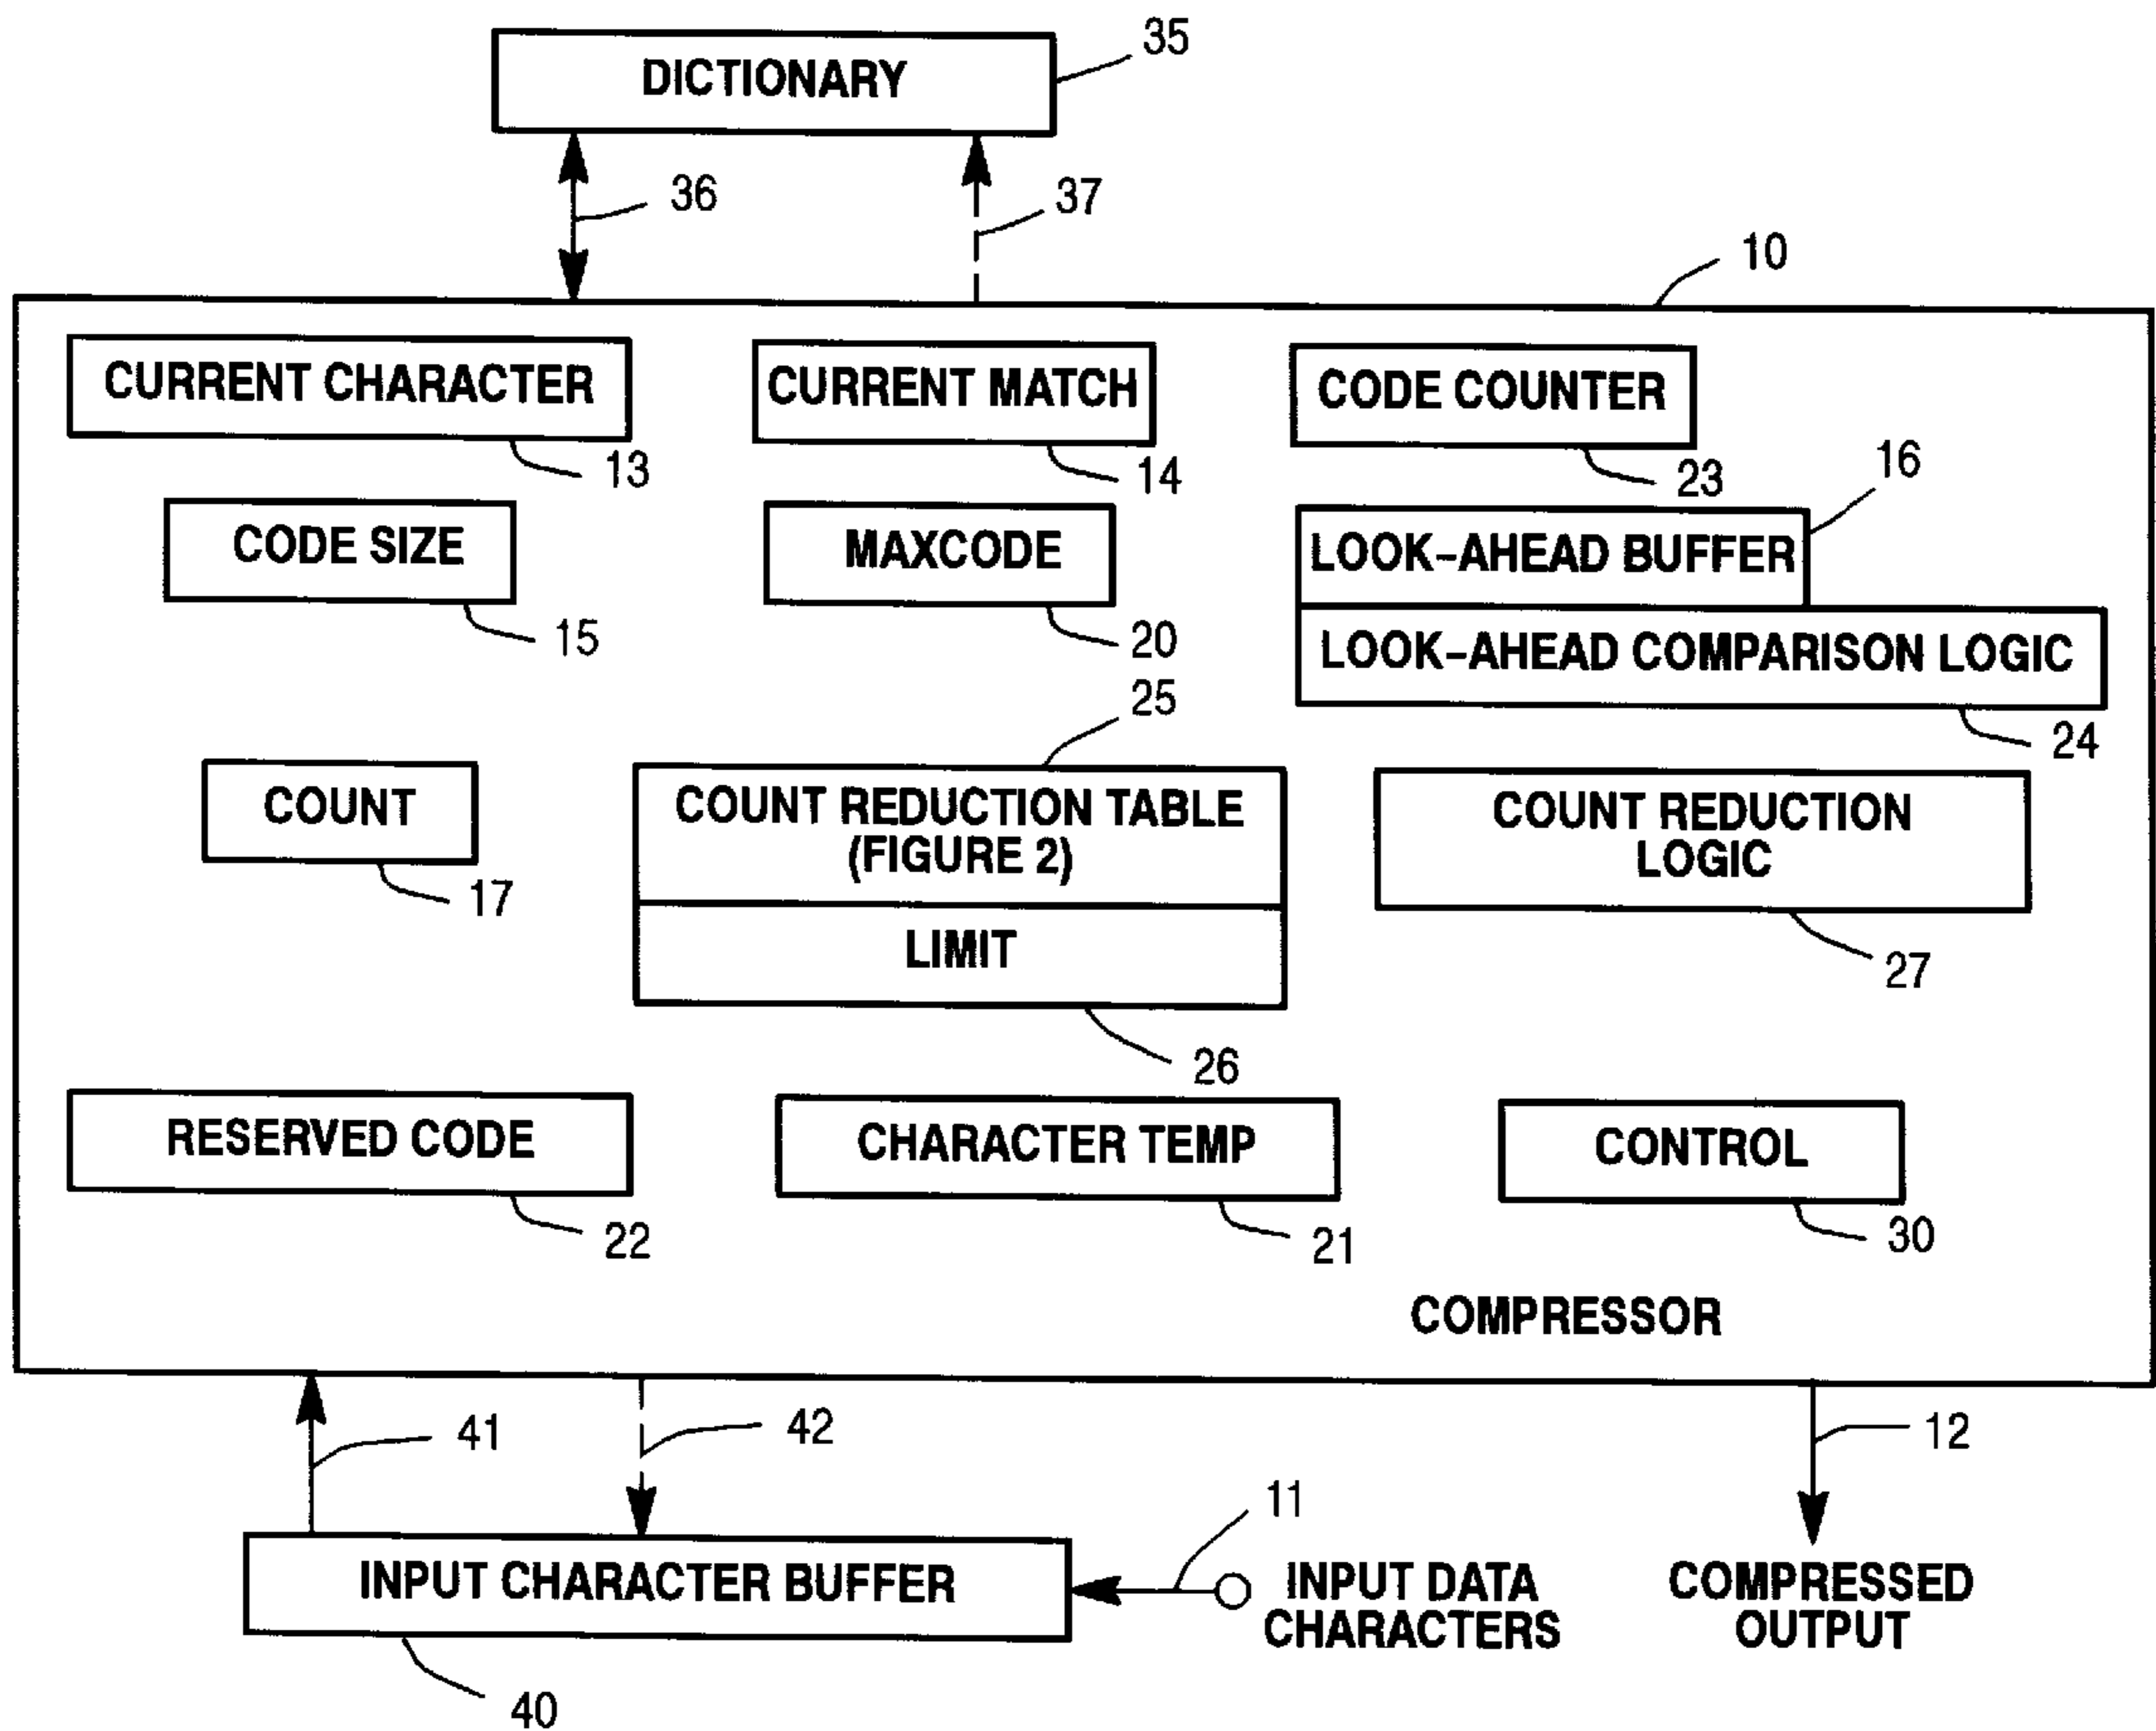 35
DICTIONARY
36
37
10
CURRENT CHARACTER
CURRENT MATCH
CODE COUNTER
13
14
23
16
CODE SIZE
MAXCODE
LOOK-AHEAD BUFFER
15
20
LOOK-AHEAD COMPARISON LOGIC
24
25
COUNT
COUNT REDUCTION TABLE
(FIGURE 2)
COUNT REDUCTION
LOGIC
17
LIMIT
27
26
RESERVED CODE
CHARACTER TEMP
CONTROL
22
21
30
COMPRESSOR
41
42
12
11
INPUT CHARACTER BUFFER
INPUT DATA
CHARACTERS
COMPRESSED
OUTPUT
40